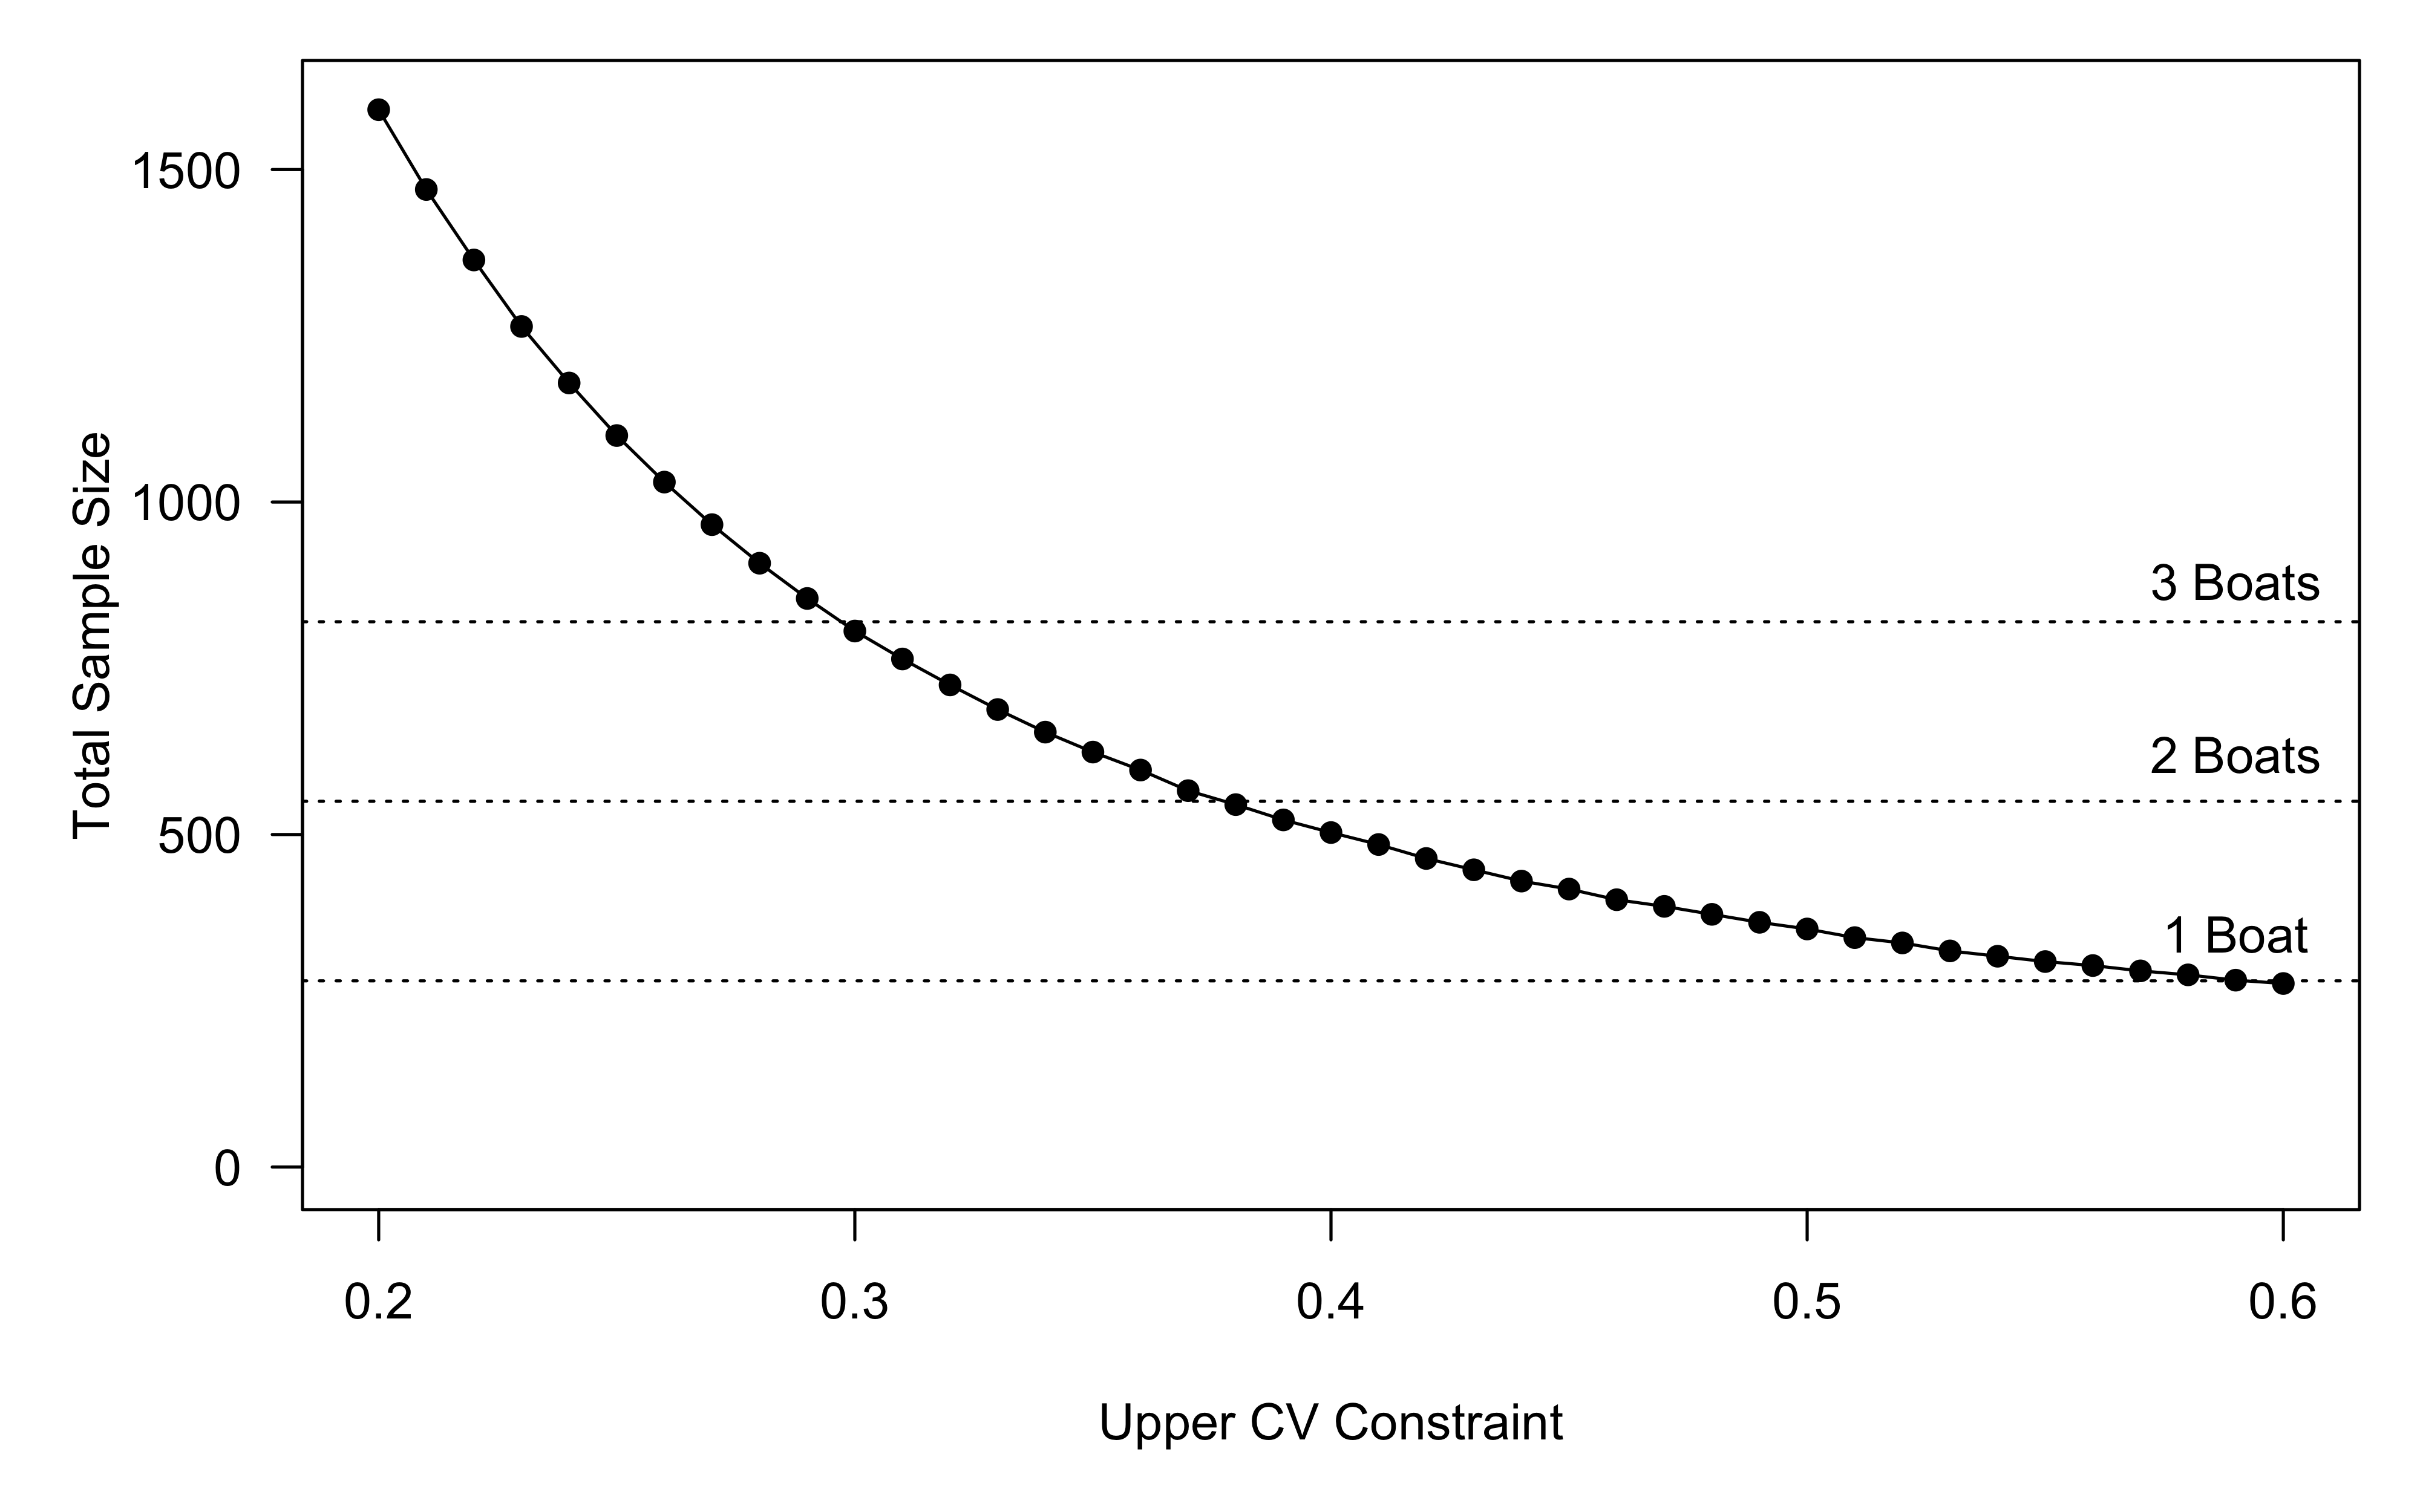 Total Sample Size
1500
1000
500
0
3 Boats
2 Boats
1 Boat
0.2 0.3 0.4 0.5 0.6
Upper CV Constraint